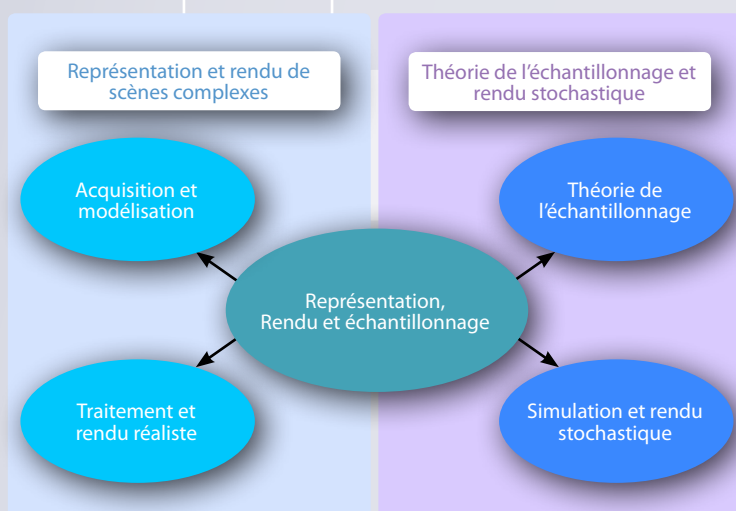 Représentation et rendu de
scènes complexes
Théorie de l'échantillonnage et
rendu stochastique
Acquisition et
modélisation
Théorie de
l'échantillonnage
Représentation,
Rendu et échantillonnage
Traitement et
rendu réaliste
Simulation et rendu
stochastique